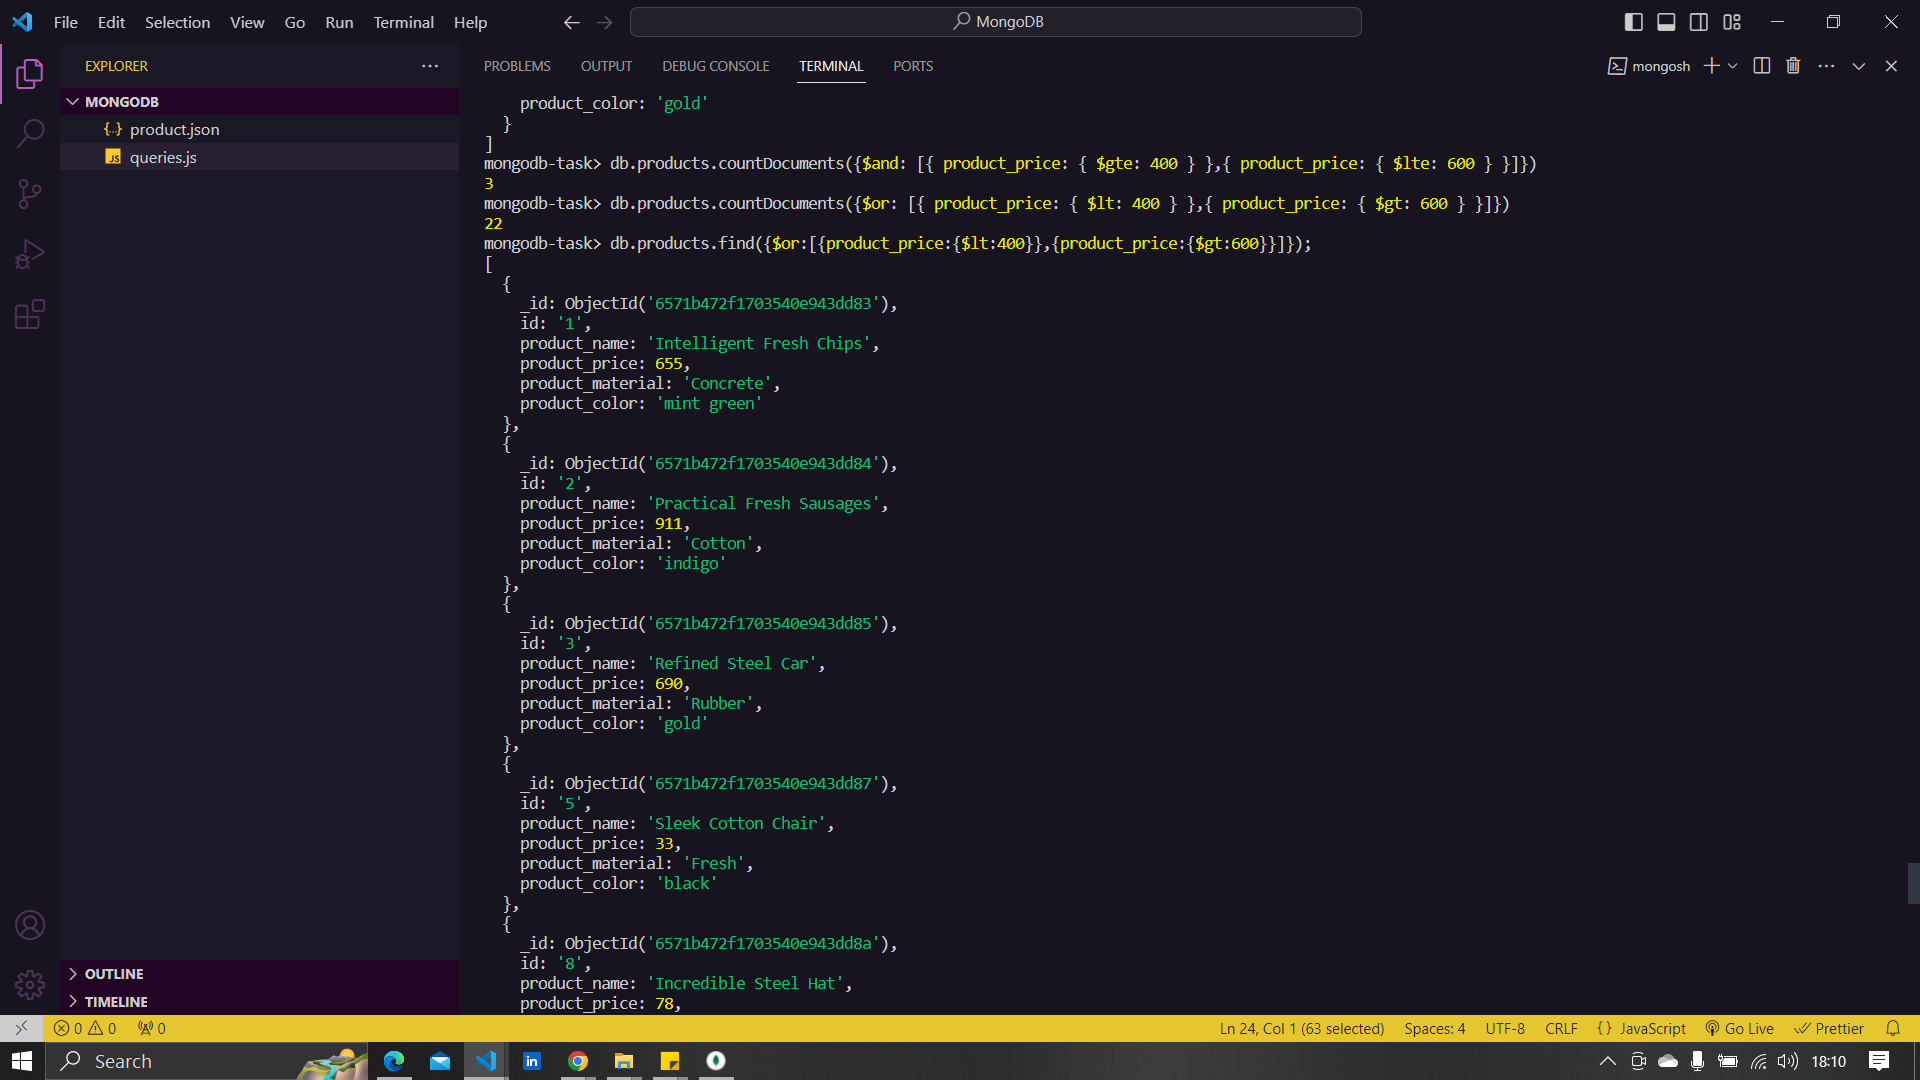 File Edit Selection View Go Run Terminal Help
MongoDB
EXPLORER
MONGODB
{..} product.json
JS queries.js
OUTLINE
TIMELINE
PROBLEMS OUTPUT DEBUG CONSOLE TERMINAL PORTS
mongosh
product_color: 'gold'
}
]
mongodb-task> db.products.countDocuments({$and: [{ product_price: { $gte: 400 } },{ product_price: { $lte: 600 } }]})
3
mongodb-task> db.products.countDocuments({$or: [{ product_price: { $lt: 400 } },{ product_price: { $gt: 600 } }]})
22
mongodb-task> db.products.find({$or:[{product_price:{$lt:400}},{product_price:{$gt:600}}]});
[
{
_id: ObjectId('6571b472f1703540e943dd83'),
id: '1',
product_name: 'Intelligent Fresh Chips',
product_price: 655,
product_material: 'Concrete',
product_color: 'mint green'
},
{
_id: ObjectId('6571b472f1703540e943dd84'),
id: '2',
product_name: 'Practical Fresh Sausages',
product_price: 911,
product_material: 'Cotton',
product_color: 'indigo'
},
{
_id: ObjectId('6571b472f1703540e943dd85'),
id: '3',
product_name: 'Refined Steel Car',
product_price: 690,
product_material: 'Rubber',
product_color: 'gold'
},
{
_id: ObjectId('6571b472f1703540e943dd87'),
id: '5',
product_name: 'Sleek Cotton Chair',
product_price: 33,
product_material: 'Fresh',
product_color: 'black'
},
{
_id: ObjectId('6571b472f1703540e943dd8a'),
id: '8',
product_name: 'Incredible Steel Hat',
product_price: 78,
0 0 0
Ln 24, Col 1 (63 selected) Spaces: 4 UTF-8 CRLF { } JavaScript Go Live Prettier
Search
in
18:10